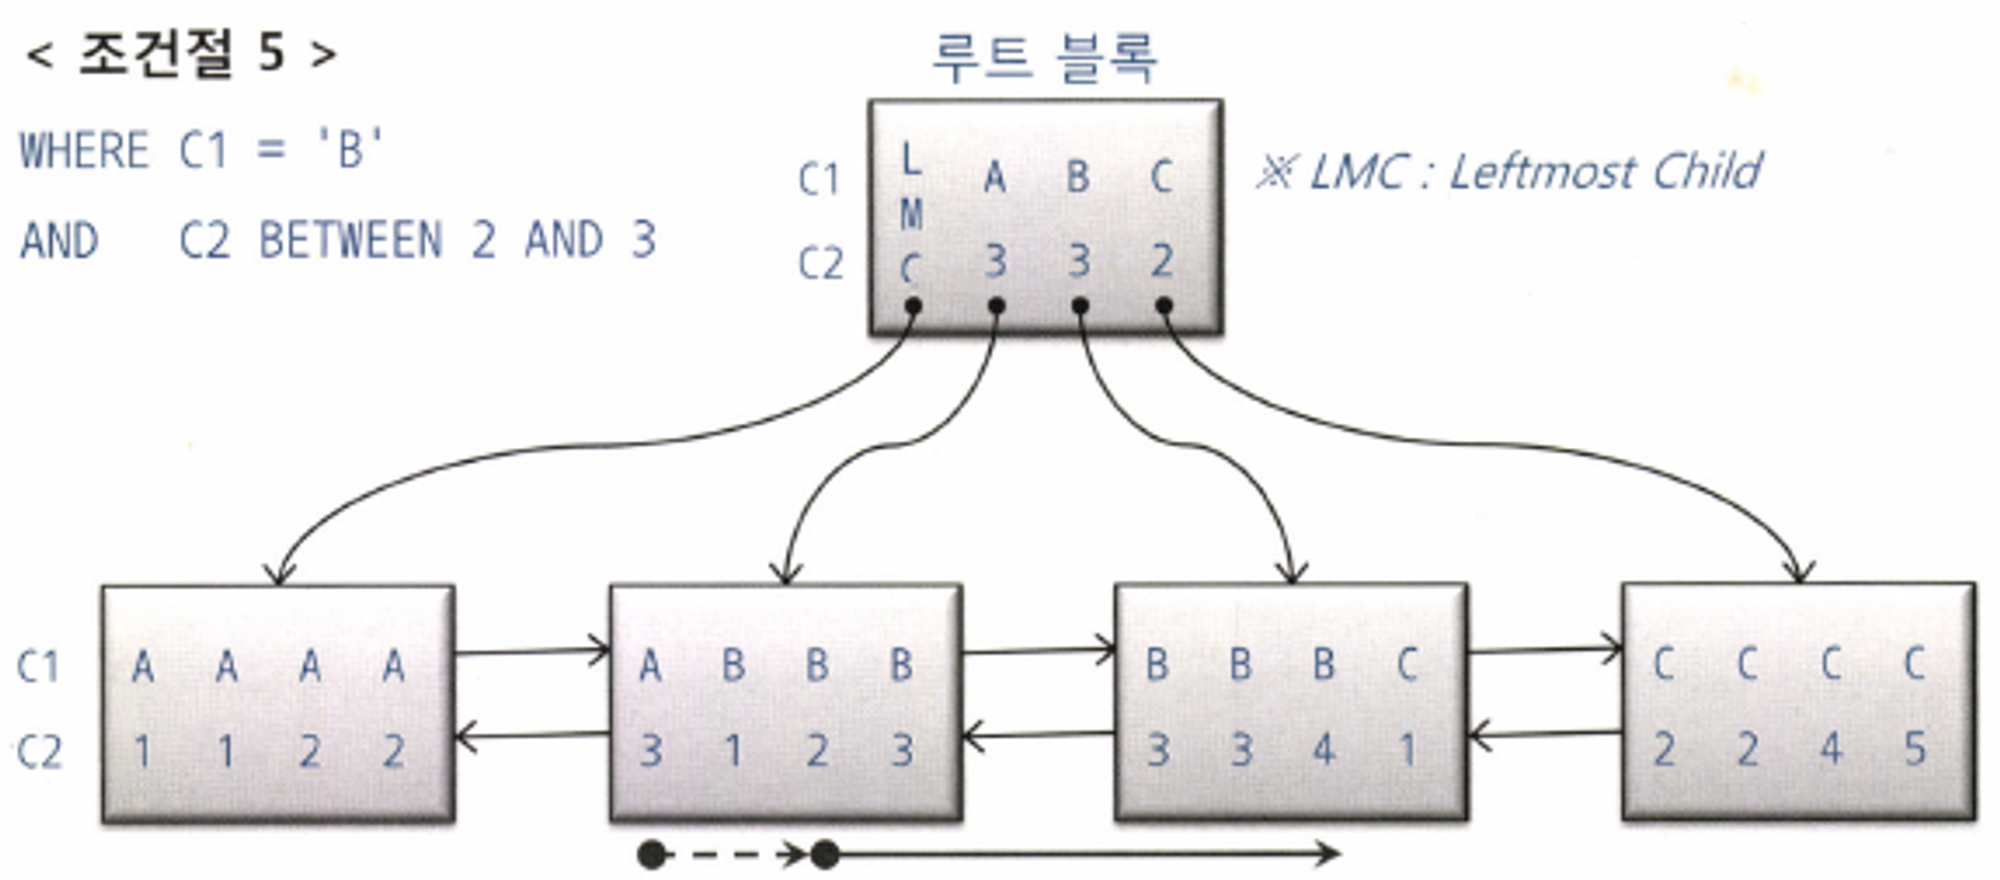 < 조건절 5 >
WHERE C1 = 'B'
AND C2 BETWEEN 2 AND 3
루트 블록
※ LMC : Leftmost Child
C1 LMC A B C
C2 3 3 2
C1 A A A A A B B B B B B C C C C C
C2 1 1 2 2 3 1 2 3 3 3 4 1 2 2 4 5